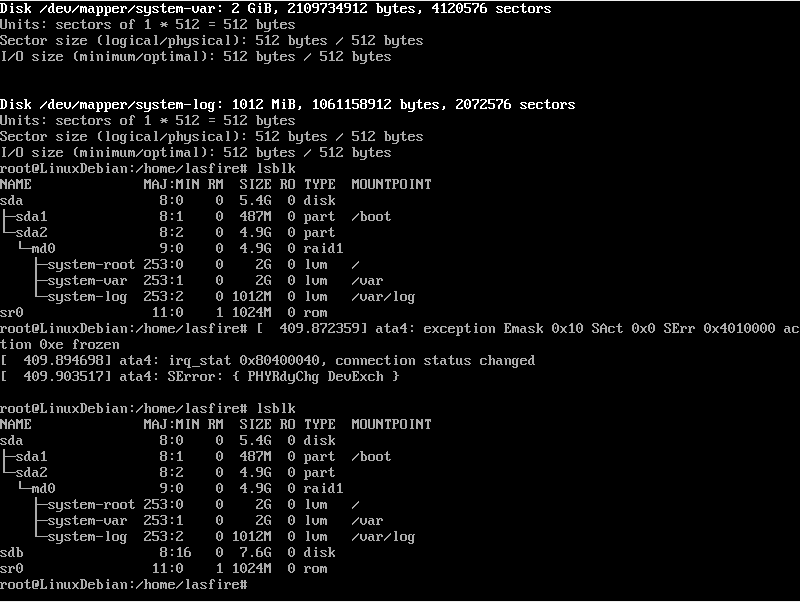 Disk /dev/mapper/system-var: 2 GiB, 2109734912 bytes, 4120576 sectors
Units: sectors of 1 * 512 = 512 bytes
Sector size (logical/physical): 512 bytes / 512 bytes
I/O size (minimum/optimal): 512 bytes / 512 bytes
Disk /dev/mapper/system-log: 1012 MiB, 1061158912 bytes, 2072576 sectors
Units: sectors of 1 * 512 = 512 bytes
Sector size (logical/physical): 512 bytes / 512 bytes
I/O size (minimum/optimal): 512 bytes / 512 bytes
root@LinuxDebian:/home/lasfire# lsblk
NAME              MAJ:MIN RM  SIZE RO TYPE  MOUNTPOINT
sda                 8:0    0  5.4G  0 disk
├─sda1              8:1    0  487M  0 part  /boot
└─sda2              8:2    0  4.9G  0 part
  └─md0             9:0    0  4.9G  0 raid1
    ├─system-root 253:0    0    2G  0 lvm   /
    ├─system-var  253:1    0    2G  0 lvm   /var
    └─system-log  253:2    0 1012M  0 lvm   /var/log
sr0                11:0    1 1024M  0 rom
root@LinuxDebian:/home/lasfire# [  409.872359] ata4: exception Emask 0x10 SAct 0x0 SErr 0x4010000 ac
tion 0xe frozen
[  409.894698] ata4: irq_stat 0x80400040, connection status changed
[  409.903517] ata4: SError: { PHYRdyChg DevExch }
root@LinuxDebian:/home/lasfire# lsblk
NAME              MAJ:MIN RM  SIZE RO TYPE  MOUNTPOINT
sda                 8:0    0  5.4G  0 disk
├─sda1              8:1    0  487M  0 part  /boot
└─sda2              8:2    0  4.9G  0 part
  └─md0             9:0    0  4.9G  0 raid1
    ├─system-root 253:0    0    2G  0 lvm   /
    ├─system-var  253:1    0    2G  0 lvm   /var
    └─system-log  253:2    0 1012M  0 lvm   /var/log
sdb                 8:16   0  7.6G  0 disk
sr0                11:0    1 1024M  0 rom
root@LinuxDebian:/home/lasfire#